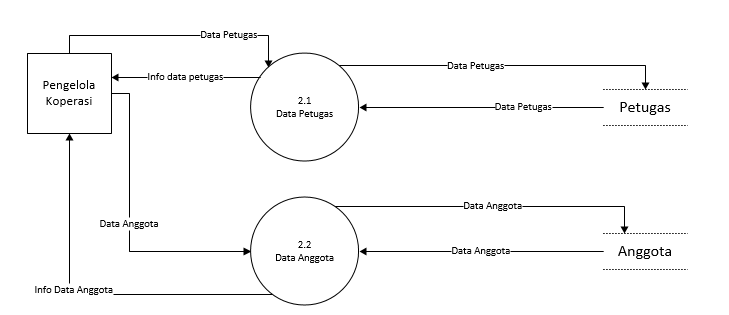 Data Petugas
Pengelola
Koperasi
Info data petugas
2.1
Data Petugas
Data Petugas
Data Petugas
Petugas
Data Anggota
2.2
Data Anggota
Data Anggota
Data Anggota
Anggota
Info Data Anggota